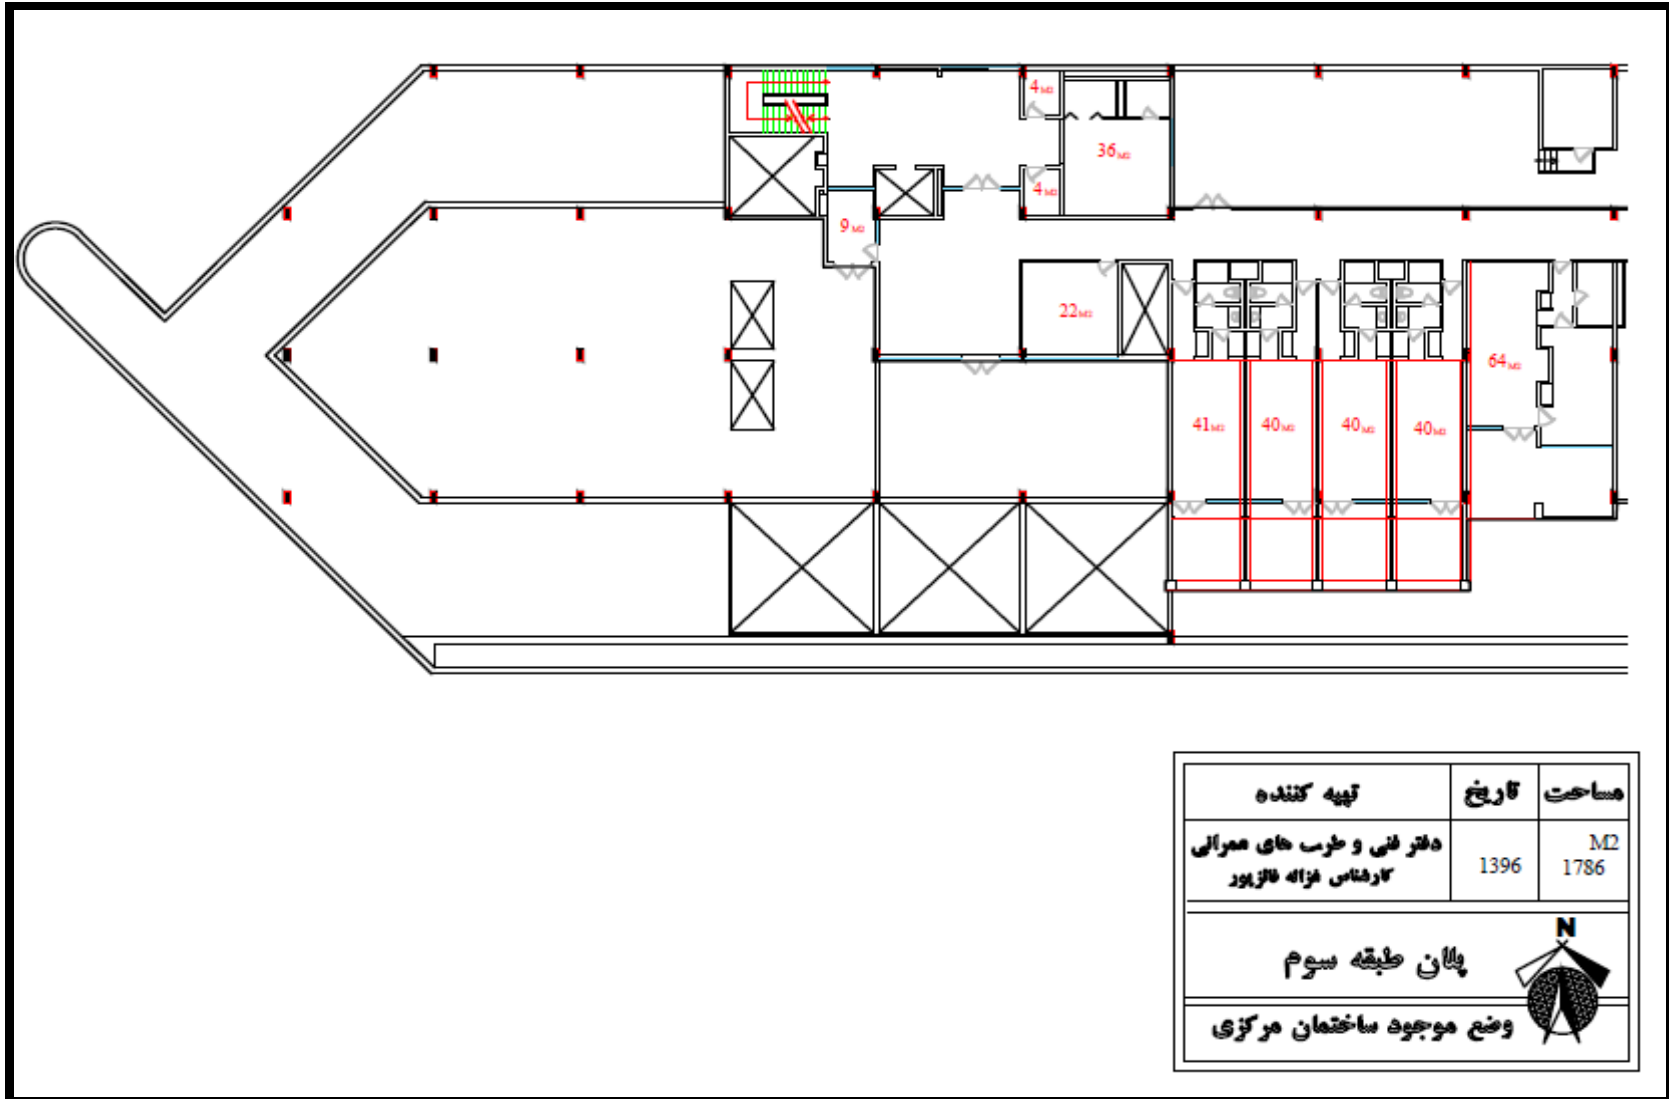 4M2
36M2
4M2
9M2
22M2
64M2
41M2
40M2
40M2
40M2
مساحت تاریخ تهیه کننده
M2
1786
1396
دفتر فنی و طرح های عمرانی
کارشناس غزاله فالزپور
N
پلان طبقه سوم
وضع موجود ساختمان مرکزی